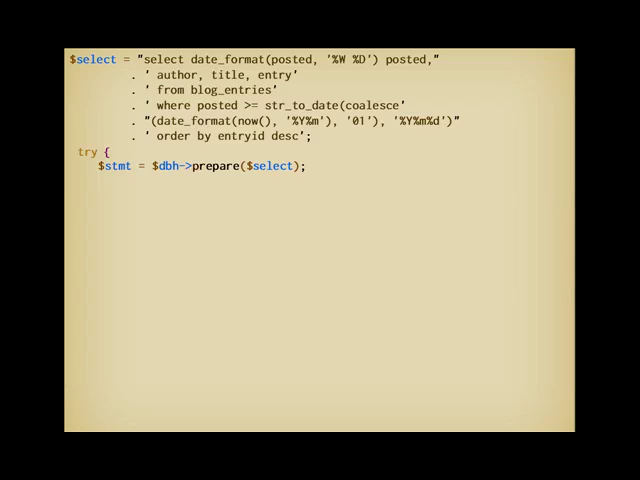 $select = "select date_format(posted, '%W %D') posted,"
. ' author, title, entry'
. ' from blog_entries'
. ' where posted >= str_to_date(coalesce'
. "(date_format(now(), '%Y%m'), '01'), '%Y%m%d')"
. ' order by entryid desc';
try {
$stmt = $dbh->prepare($select);